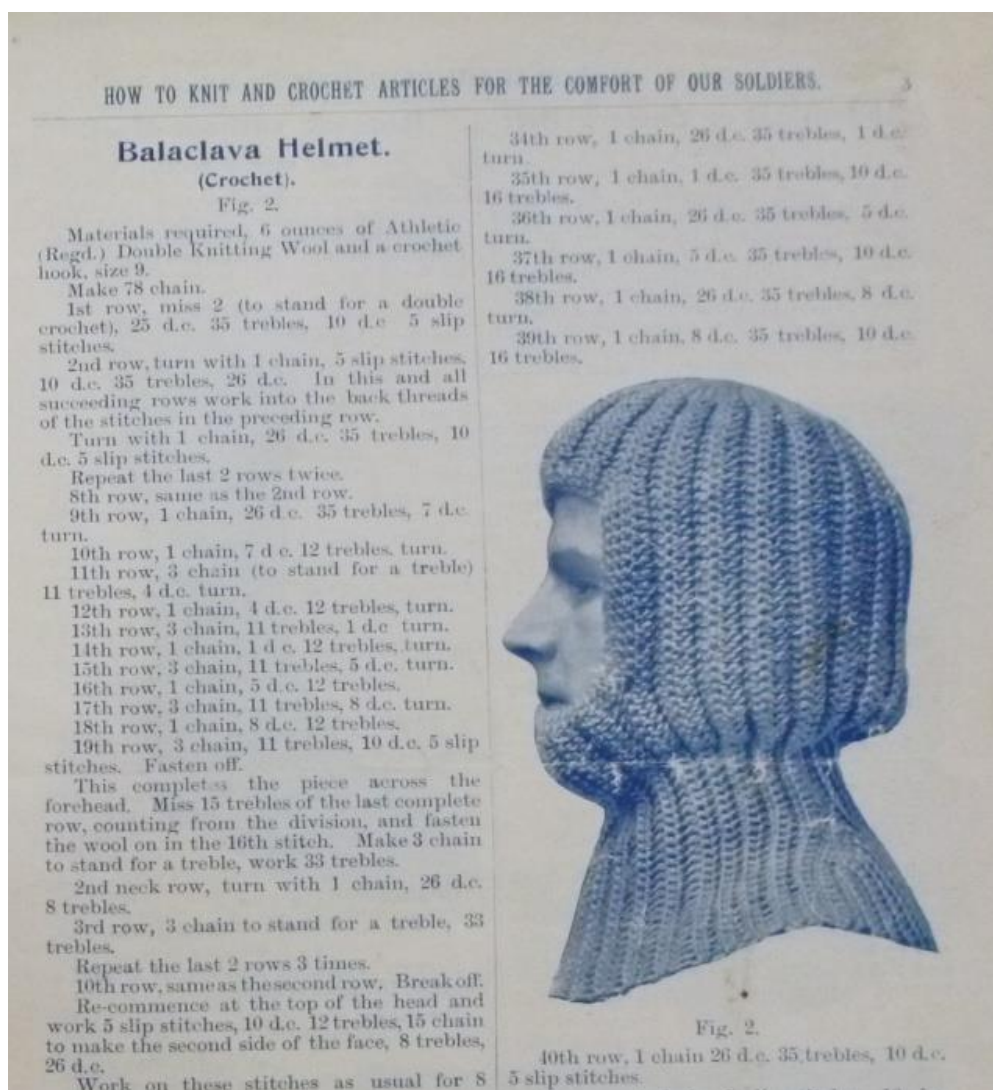 HOW TO KNIT AND CROCHET ARTICLES FOR THE COMFORT OF OUR SOLDIERS.
Balaclava Helmet.
(Crochet).
Fig. 2.
Materials required, 6 ounces of Athletic
(Regd.) Double Knitting Wool and a crochet
hook, size 9.
Make 78 chain.
1st row, miss 2 (to stand for a double
crochet), 25 d.c. 35 trebles, 10 d.c 5 slip
stitches.
2nd row, turn with 1 chain, 5 slip stitches,
10 d.c. 35 trebles, 26 d.c. In this and all
succeeding rows work into the back threads
of the stitches in the preceding row.
Turn with 1 chain, 26 d.c. 35 trebles, 10
d.c. 5 slip stitches.
Repeat the last 2 rows twice.
8th row, same as the 2nd row.
9th row, 1 chain, 26 d.c. 35 trebles, 7 d.c.
turn.
10th row, 1 chain, 7 d c. 12 trebles. turn.
11th row, 3 chain (to stand for a treble)
11 trebles, 4 d.c. turn.
12th row, 1 chain, 4 d.c. 12 trebles, turn.
13th row, 3 chain, 11 trebles, 1 d.c turn.
14th row, 1 chain, 1 d c. 12 trebles, turn.
15th row, 3 chain, 11 trebles, 5 d.c. turn.
16th row, 1 chain, 5 d.c. 12 trebles.
17th row, 3 chain, 11 trebles, 8 d.c. turn.
18th row, 1 chain, 8 d.c. 12 trebles.
19th row, 3 chain, 11 trebles, 10 d.c. 5 slip
stitches. Fasten off.
This completes the piece across the
forehead. Miss 15 trebles of the last complete
row, counting from the division, and fasten
the wool on in the 16th stitch. Make 3 chain
to stand for a treble, work 33 trebles.
2nd neck row, turn with 1 chain, 26 d.c.
8 trebles.
3rd row, 3 chain to stand for a treble, 33
trebles.
Repeat the last 2 rows 3 times.
10th row, same as the second row. Break off.
Re-commence at the top of the head and
work 5 slip stitches, 10 d.c. 12 trebles, 15 chain
to make the second side of the face, 8 trebles,
26 d.c.
Work on these stitches as usual for 8
34th row, 1 chain, 26 d.c. 35 trebles, 1 d.c.
turn
35th row, 1 chain, 1 d.c. 35 trebles, 10 d.c.
16 trebles.
36th row, 1 chain, 26 d.c. 35 trebles, 5 d.c.
turn.
37th row, 1 chain, 5 d.c. 35 trebles, 10 d.c.
16 trebles.
38th row, 1 chain, 26 d.c. 35 trebles, 8 d.c.
turn.
39th row, 1 chain, 8 d.c. 35 trebles, 10 d.c.
16 trebles.
Fig. 2.
40th row, 1 chain 26 d.c. 35 trebles, 10 d.c.
5 slip stitches.